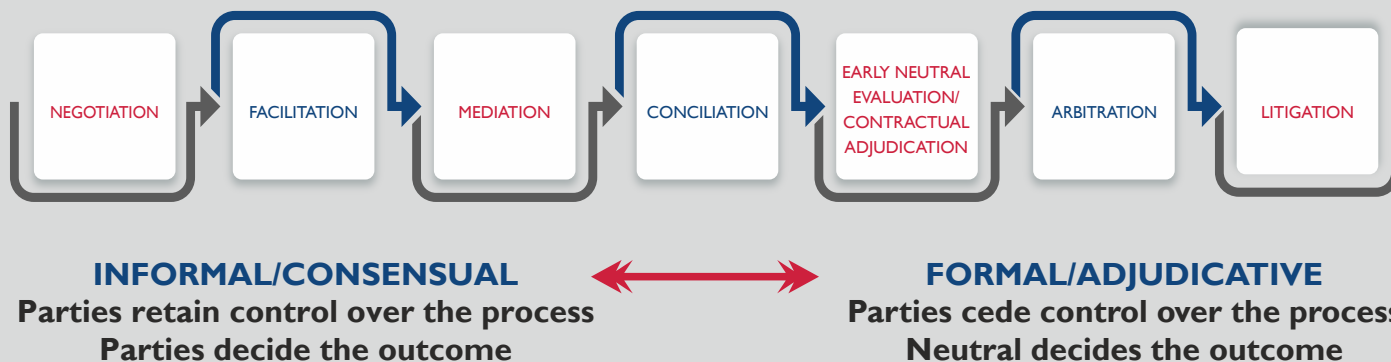 NEGOTIATION
FACILITATION
MEDIATION
CONCILIATION
EARLY NEUTRAL
EVALUATION/
CONTRACTUAL
ADJUDICATION
ARBITRATION
LITIGATION
INFORMAL/CONSENSUAL
Parties retain control over the process
Parties decide the outcome
FORMAL/ADJUDICATIVE
Parties cede control over the process
Neutral decides the outcome